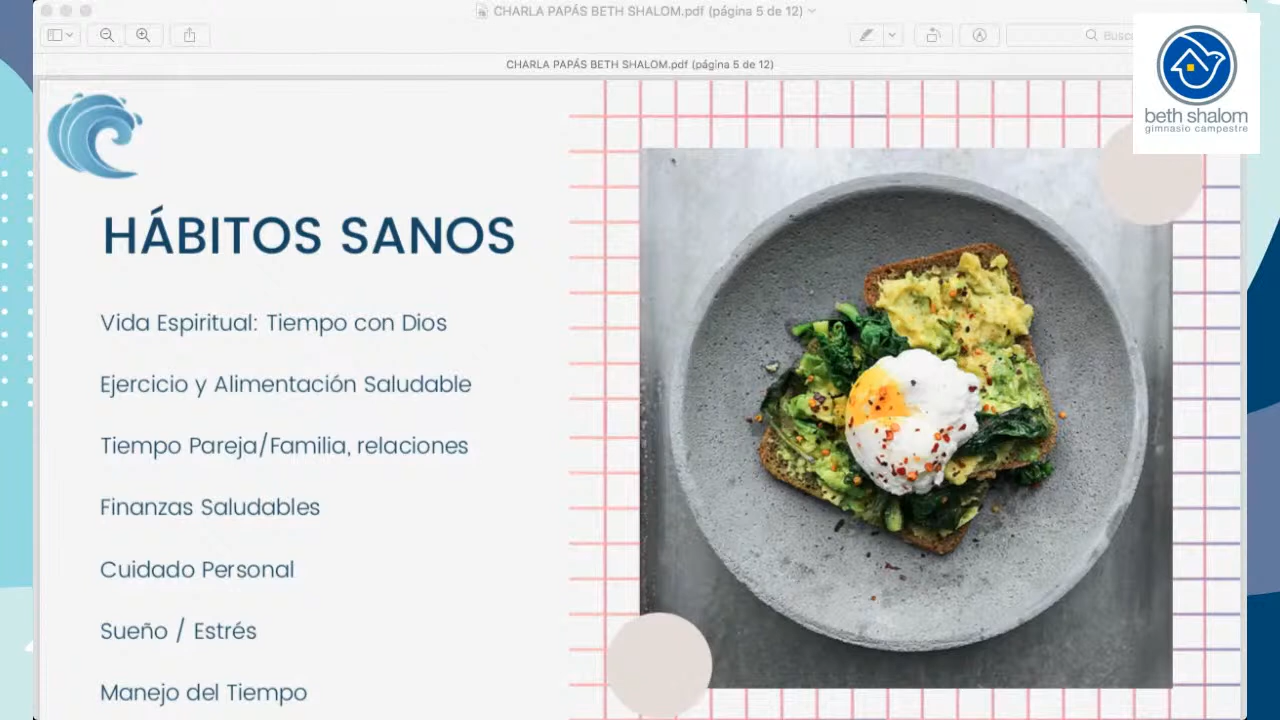 CHARLA PAPÁS BETH SHALOM.pdf (página 5 de 12)
CHARLA PAPÁS BETH SHALOM.pdf (página 5 de 12)
beth shalom
gimnasio campestre
HÁBITOS SANOS
Vida Espiritual: Tiempo con Dios
Ejercicio y Alimentación Saludable
Tiempo Pareja/Familia, relaciones
Finanzas Saludables
Cuidado Personal
Sueño / Estrés
Manejo del Tiempo